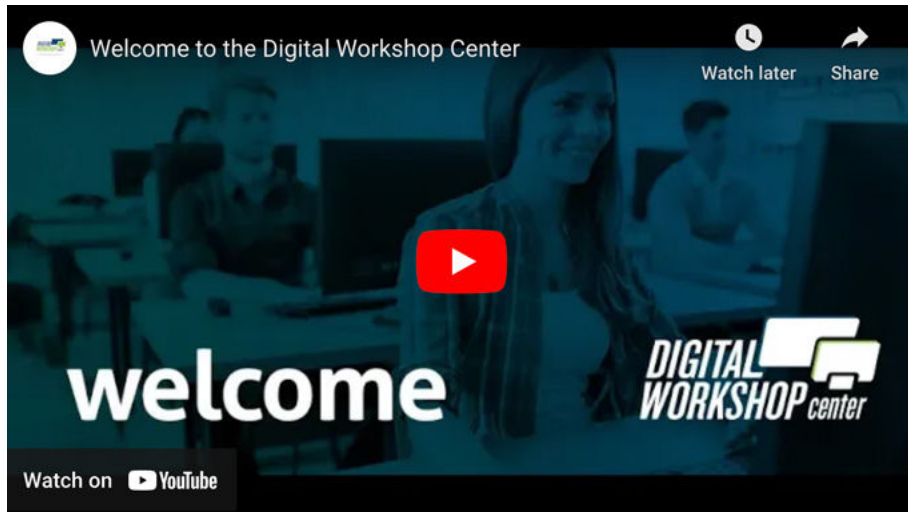 Welcome to the Digital Workshop Center
Watch later
Share
welcome
DIGITAL
WORKSHOP center
Watch on YouTube